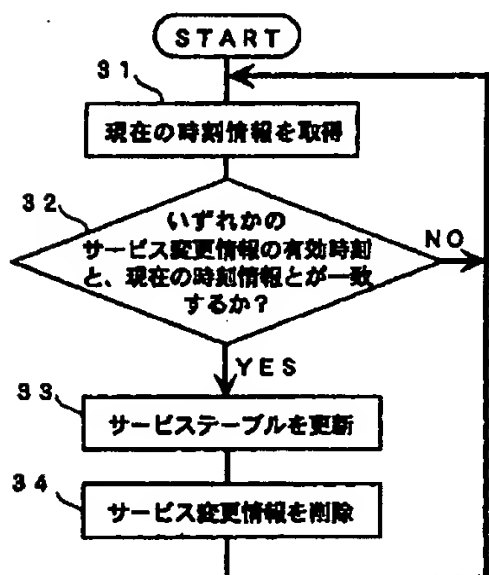 START
31
現在の時刻情報を取得
32
いずれかの
サービス変更情報の有効時刻
と、現在の時刻情報とが一致
するか？
NO
YES
33
サービステーブルを更新
34
サービス変更情報を削除